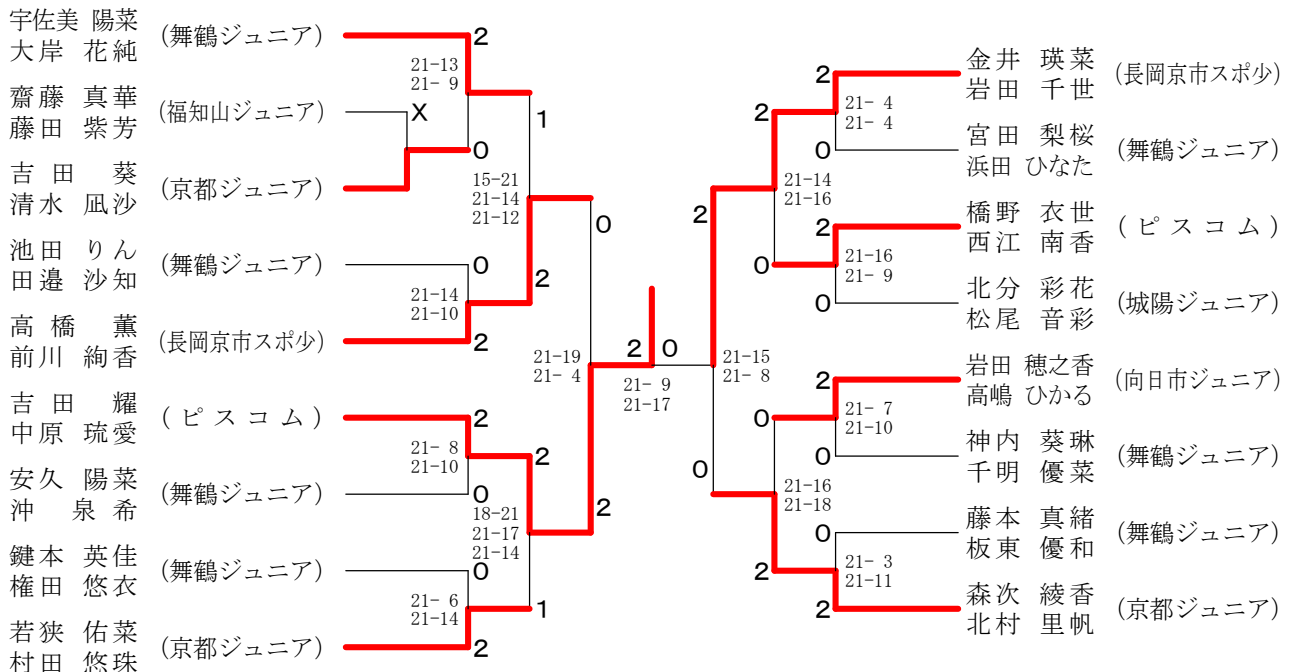 宇佐美 陽菜
大岸 花純
(舞鶴ジュニア)
2
21-13
21- 9
齋藤 真華
藤田 紫芳
(福知山ジュニア)
X
1
0
吉田 葵
清水 凪沙
(京都ジュニア)
15-21
21-14
21-12
0
池田 りん
田邉 沙知
(舞鶴ジュニア)
0
2
21-14
21-10
高橋 薫
前川 絢香
(長岡京市スポ少)
2
21-19
21- 4
2
0
21- 9
21-17
吉田 耀
中原 琉愛
(ピスコム)
2
21- 8
21-10
2
安久 陽菜
沖 泉希
(舞鶴ジュニア)
0
18-21
21-17
21-14
2
鍵本 英佳
権田 悠衣
(舞鶴ジュニア)
0
21- 6
21-14
1
若狭 佑菜
村田 悠珠
(京都ジュニア)
2
2
金井 瑛菜
岩田 千世
(長岡京市スポ少)
21- 4
21- 4
2
0
宮田 梨桜
浜田 ひなた
(舞鶴ジュニア)
21-14
21-16
2
2
橋野 衣世
西江 南香
(ピスコム)
0
21-16
21- 9
0
北分 彩花
松尾 音彩
(城陽ジュニア)
21-15
21- 8
2
岩田 穂之香
高嶋 ひかる
(向日市ジュニア)
0
21- 7
21-10
0
神内 葵琳
千明 優菜
(舞鶴ジュニア)
0
21-16
21-18
0
藤本 真緒
板東 優和
(舞鶴ジュニア)
2
21- 3
21-11
2
森次 綾香
北村 里帆
(京都ジュニア)